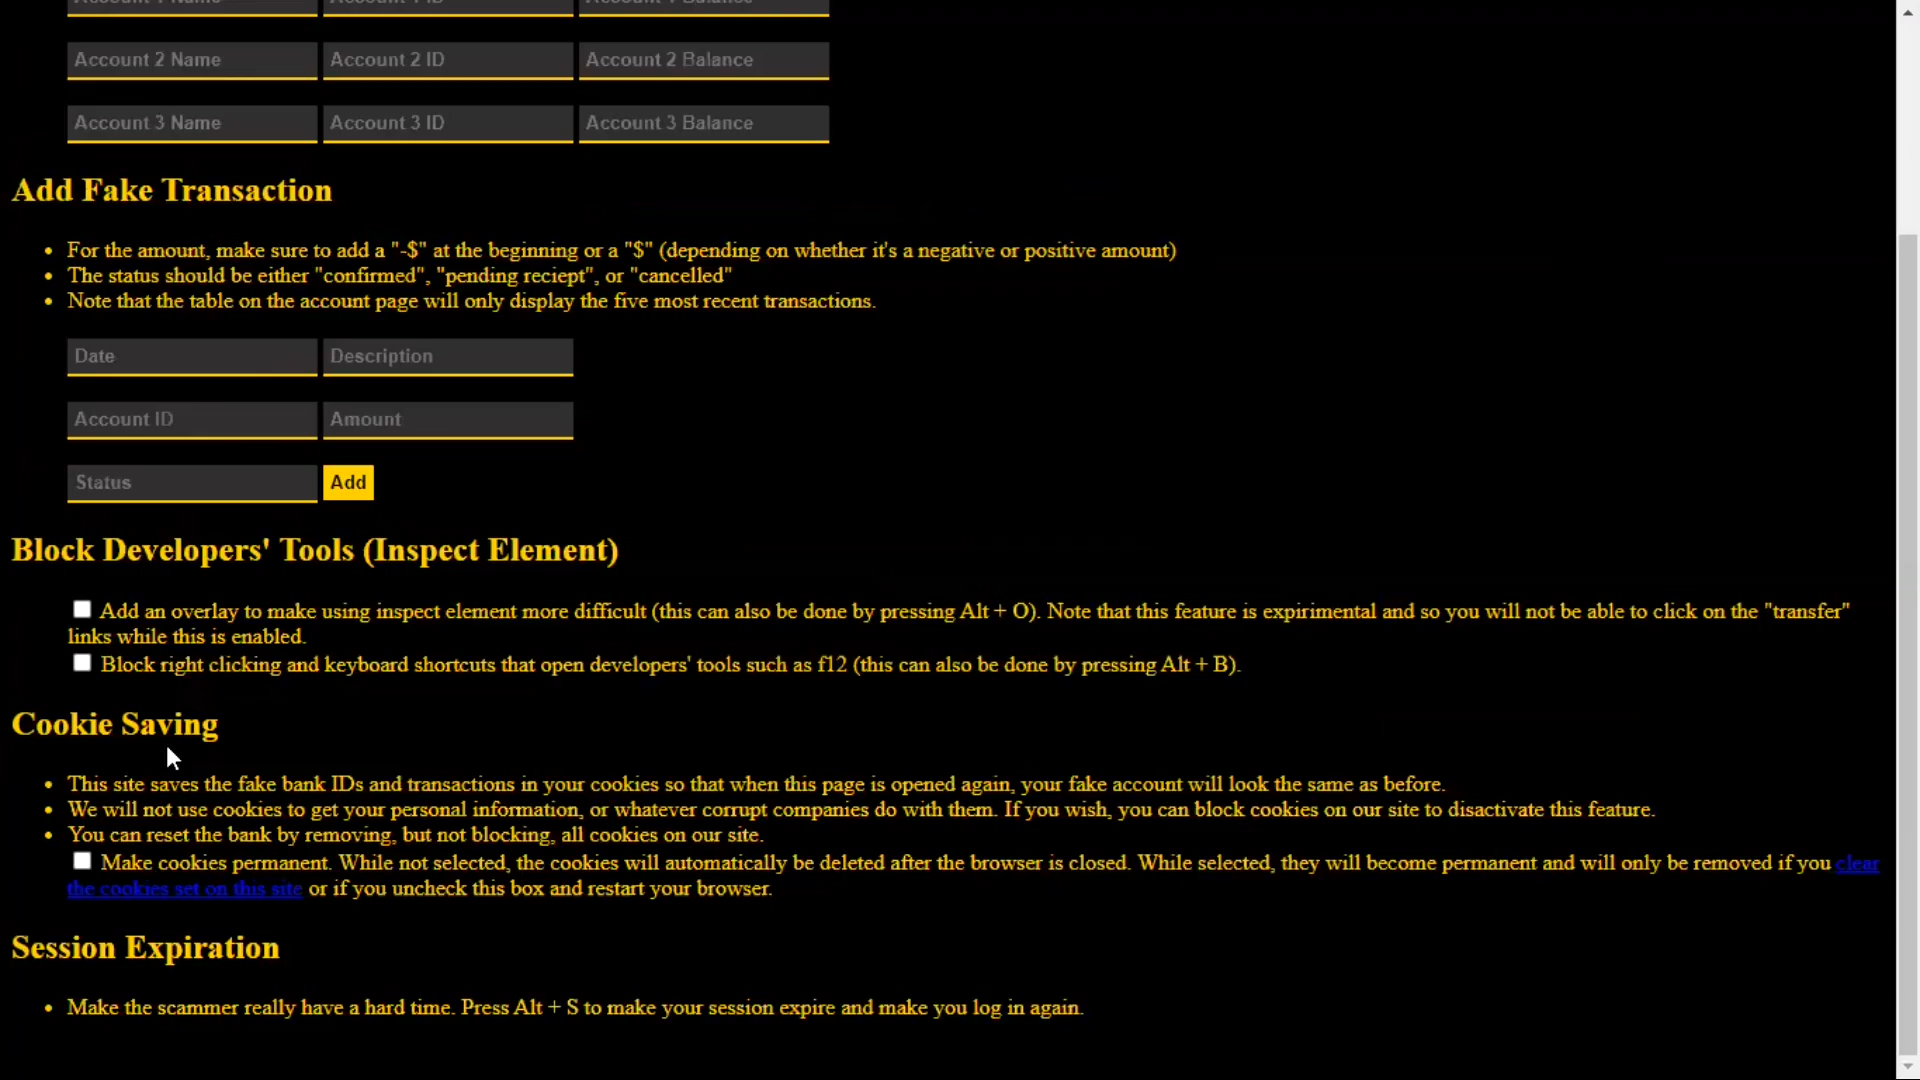 Account 2 Name Account 2 ID Account 2 Balance
Account 3 Name Account 3 ID Account 3 Balance
Add Fake Transaction
• For the amount, make sure to add a "-$" at the beginning or a "$" (depending on whether it's a negative or positive amount)
• The status should be either "confirmed", "pending reciept", or "cancelled"
• Note that the table on the account page will only display the five most recent transactions.
Date Description
Account ID Amount
Status Add
Block Developers' Tools (Inspect Element)
Add an overlay to make using inspect element more difficult (this can also be done by pressing Alt + O). Note that this feature is expirimental and so you will not be able to click on the "transfer"
links while this is enabled.
Block right clicking and keyboard shortcuts that open developers' tools such as f12 (this can also be done by pressing Alt + B).
Cookie Saving
• This site saves the fake bank IDs and transactions in your cookies so that when this page is opened again, your fake account will look the same as before.
• We will not use cookies to get your personal information, or whatever corrupt companies do with them. If you wish, you can block cookies on our site to disactivate this feature.
• You can reset the bank by removing, but not blocking, all cookies on our site.
Make cookies permanent. While not selected, the cookies will automatically be deleted after the browser is closed. While selected, they will become permanent and will only be removed if you clear
the cookies set on this site or if you uncheck this box and restart your browser.
Session Expiration
• Make the scammer really have a hard time. Press Alt + S to make your session expire and make you log in again.